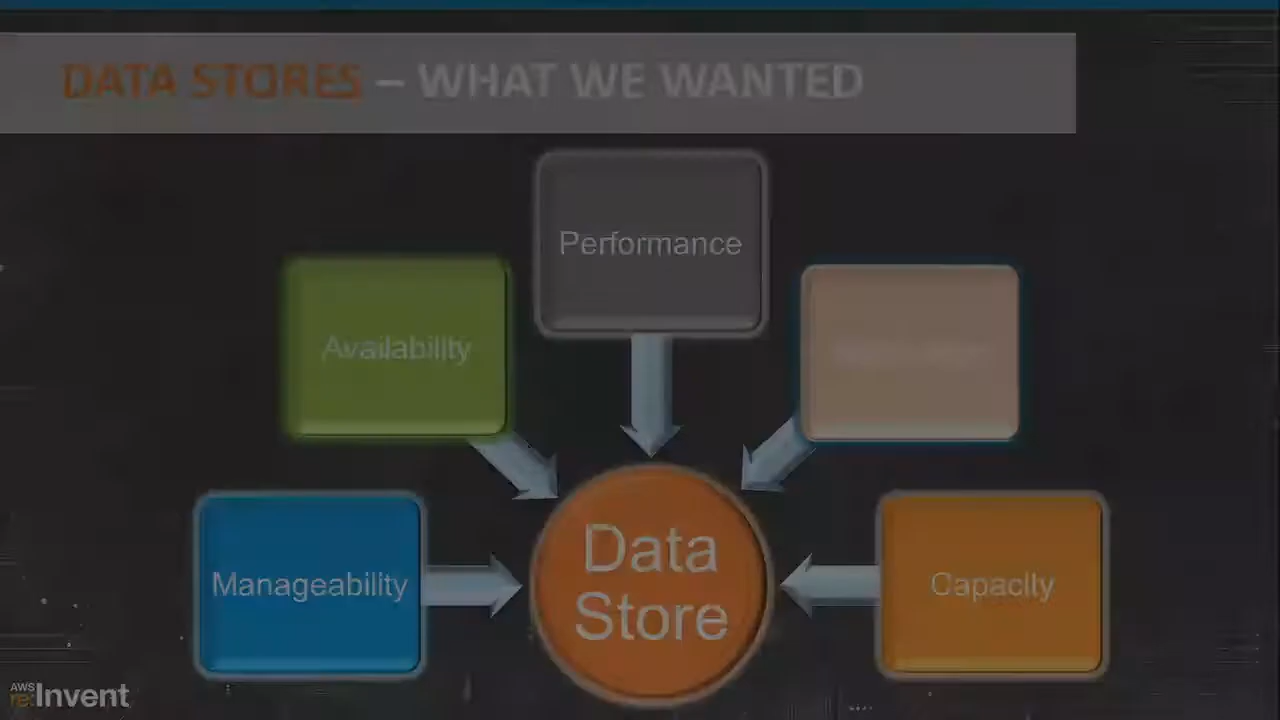 DATA STORES – WHAT WE WANTED
Performance
Availability
Manageability
Data
Store
Capacity
AWS
re:Invent